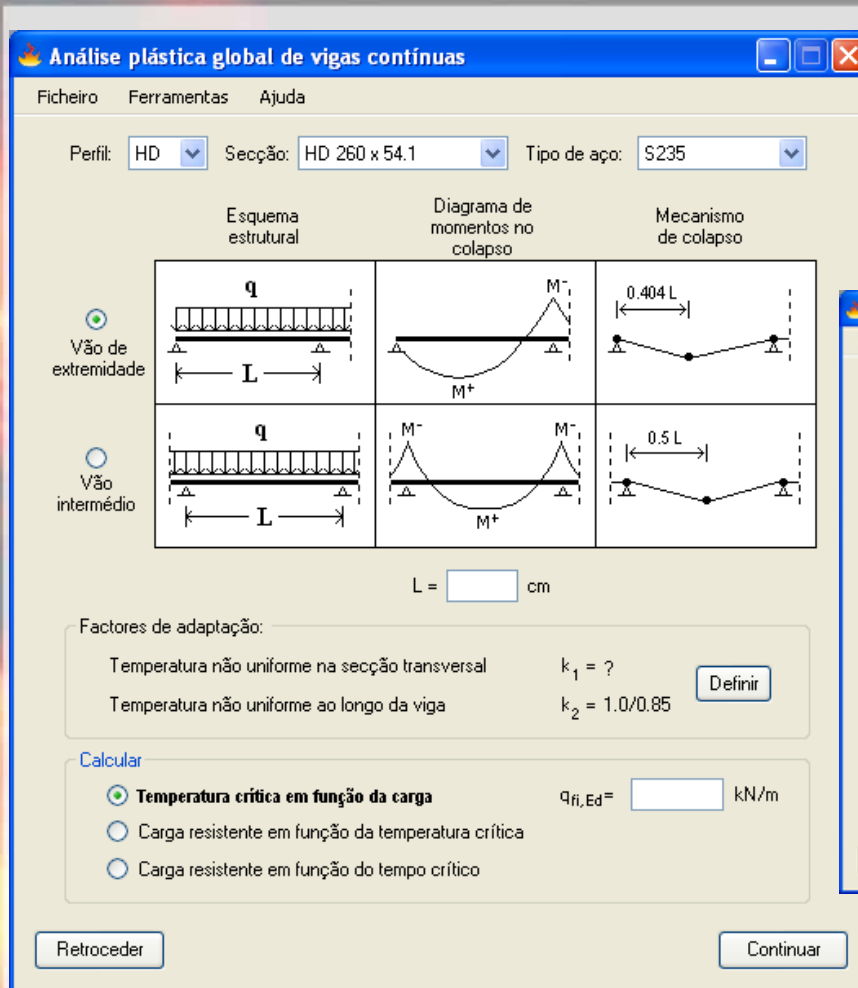 Análise plástica global de vigas contínuas
Ficheiro Ferramentas Ajuda
Perfil: HD Secção: HD 260 x 54.1 Tipo de aço: S235
Esquema
estrutural
Diagrama de
momentos no
colapso
Mecanismo
de colapso
Vão de
extremidade
q
L
M-
M+
0.404 L
Vão
intermédio
q
L
M-
M-
M+
0.5 L
L = cm
Factores de adaptação:
Temperatura não uniforme na secção transversal k1 = ?
Temperatura não uniforme ao longo da viga k2 = 1.0/0.85
Definir
Calcular
Temperatura crítica em função da carga qfi,Ed= kN/m
Carga resistente em função da temperatura crítica
Carga resistente em função do tempo crítico
Retroceder Continuar